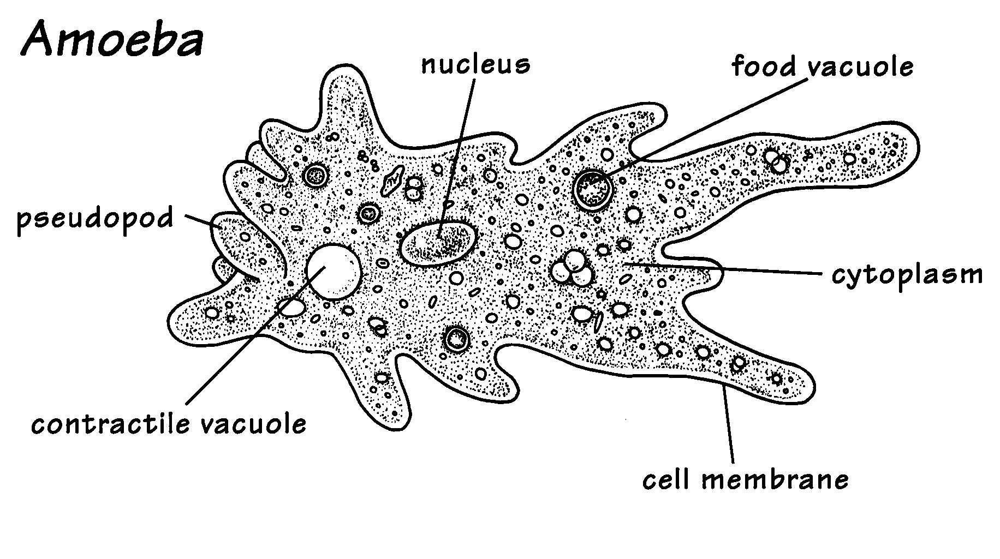 Amoeba
nucleus
food vacuole
pseudopod
cytoplasm
contractile vacuole
cell membrane